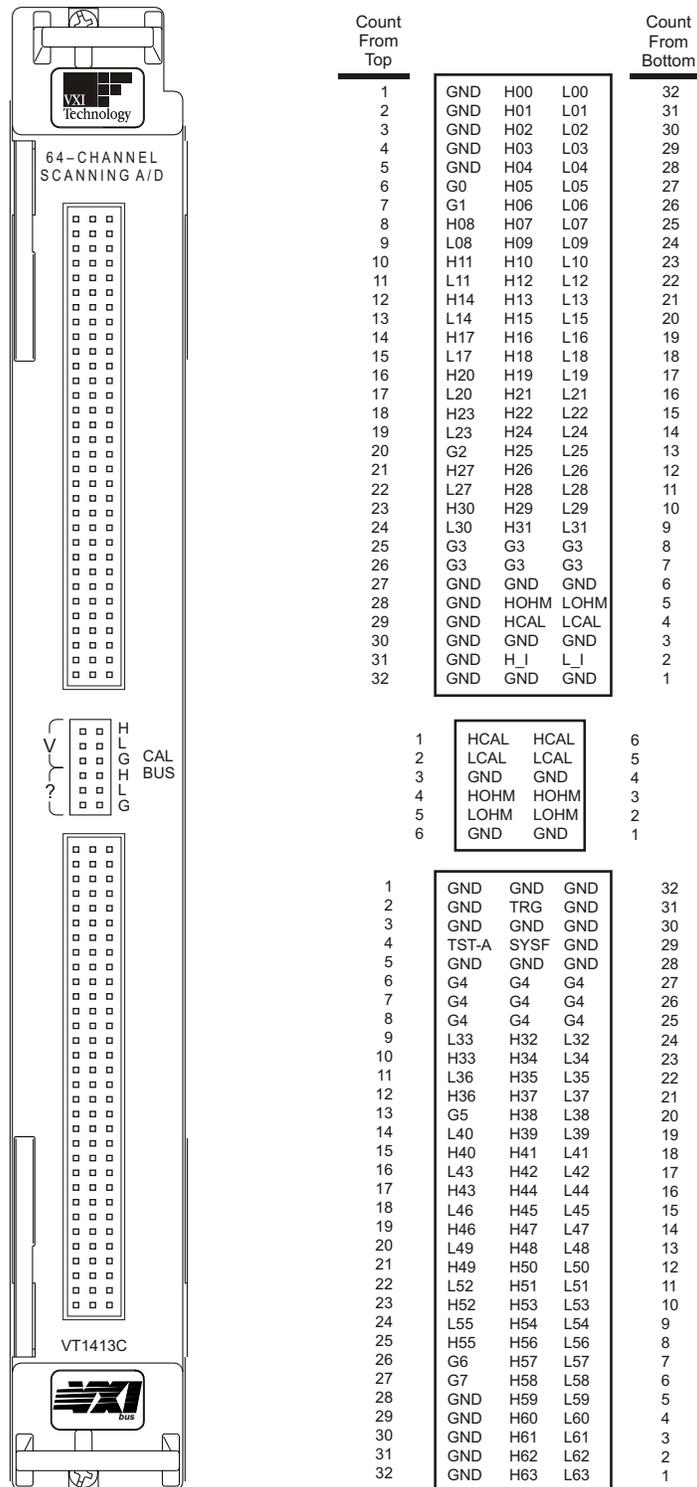 VXI
Technology
64–CHANNEL
SCANNING A/D
V
?
H
L
G
H
L
G
CAL
BUS
VT1413C
VXI
bus
Count
From
Top
Count
From
Bottom
1 GND H00 L00 32
2 GND H01 L01 31
3 GND H02 L02 30
4 GND H03 L03 29
5 GND H04 L04 28
6 G0 H05 L05 27
7 G1 H06 L06 26
8 H08 H07 L07 25
9 L08 H09 L09 24
10 H11 H10 L10 23
11 L11 H12 L12 22
12 H14 H13 L13 21
13 L14 H15 L15 20
14 H17 H16 L16 19
15 L17 H18 L18 18
16 H20 H19 L19 17
17 L20 H21 L21 16
18 H23 H22 L22 15
19 L23 H24 L24 14
20 G2 H25 L25 13
21 H27 H26 L26 12
22 L27 H28 L28 11
23 H30 H29 L29 10
24 L30 H31 L31 9
25 G3 G3 G3 8
26 G3 G3 G3 7
27 GND GND GND 6
28 GND HOHM LOHM 5
29 GND HCAL LCAL 4
30 GND GND GND 3
31 GND H_I L_I 2
32 GND GND GND 1
1 HCAL HCAL 6
2 LCAL LCAL 5
3 GND GND 4
4 HOHM HOHM 3
5 LOHM LOHM 2
6 GND GND 1
1 GND GND GND 32
2 GND TRG GND 31
3 GND GND GND 30
4 TST-A SYSF GND 29
5 GND GND GND 28
6 G4 G4 G4 27
7 G4 G4 G4 26
8 G4 G4 G4 25
9 L33 H32 L32 24
10 H33 H34 L34 23
11 L36 H35 L35 22
12 H36 H37 L37 21
13 G5 H38 L38 20
14 L40 H39 L39 19
15 H40 H41 L41 18
16 L43 H42 L42 17
17 H43 H44 L44 16
18 L46 H45 L45 15
19 H46 H47 L47 14
20 L49 H48 L48 13
21 H49 H50 L50 12
22 L52 H51 L51 11
23 H52 H53 L53 10
24 L55 H54 L54 9
25 H55 H56 L56 8
26 G6 H57 L57 7
27 G7 H58 L58 6
28 GND H59 L59 5
29 GND H60 L60 4
30 GND H61 L61 3
31 GND H62 L62 2
32 GND H63 L63 1